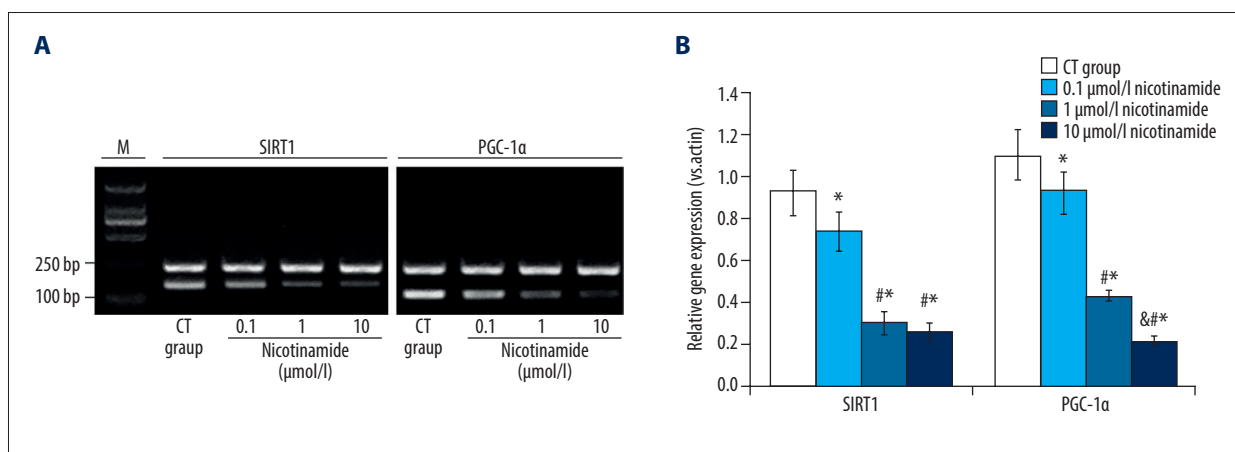 A
M
SIRT1
PGC-1α
250 bp
100 bp
CT
graup
0.1
1
10
Nicotinamide
(µmol/l)
CT
graup
0.1
1
10
Nicotinamide
(µmol/l)
B
CT group
0.1 µmol/l nicotinamide
1 µmol/l nicotinamide
10 µmol/l nicotinamide
Relative gene expression (vs.actin)
1.4
1.2
1.0
0.8
0.6
0.4
0.2
0.0
*
#*
#*
*
#*
&#*
SIRT1
PGC-1α